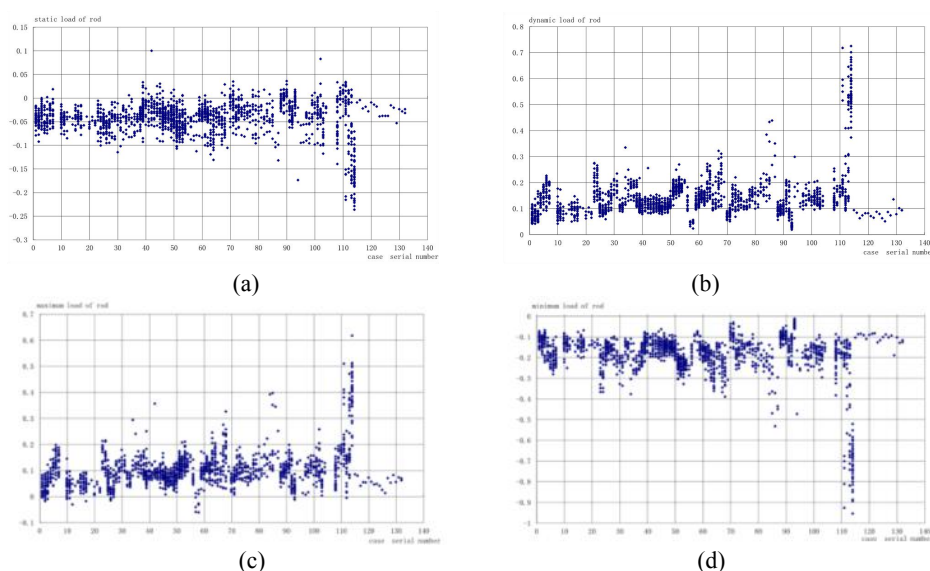 static load of rod
0.15
0.1
0.05
0
-0.05
-0.1
-0.15
-0.2
-0.25
-0.3
0 10 20 30 40 50 60 70 80 90 100 110 120 130 140
case serial number
(a)
dynamic load of rod
0.8
0.7
0.6
0.5
0.4
0.3
0.2
0.1
0
0 10 20 30 40 50 60 70 80 90 100 110 120 130 140
case serial number
(b)
maximum load of rod
0.7
0.6
0.5
0.4
0.3
0.2
0.1
0
-0.1
0 10 20 30 40 50 60 70 80 90 100 110 120 130 140
case serial number
(c)
minimum load of rod
0
-0.1
-0.2
-0.3
-0.4
-0.5
-0.6
-0.7
-0.8
-0.9
-1
0 10 20 30 40 50 60 70 80 90 100 110 120 130 140
case serial number
(d)